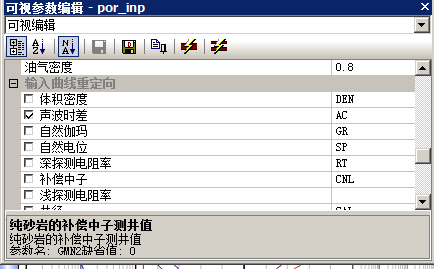 可视参数编辑 - por_inp
可视编辑
油气密度 0.8
输入曲线重定向
体积密度 DEN
声波时差 AC
自然伽玛 GR
自然电位 SP
深探测电阻率 RT
补偿中子 CNL
浅探测电阻率
纯砂岩的补偿中子测井值
纯砂岩的补偿中子测井值
参数名: GMN2缺省值: 0